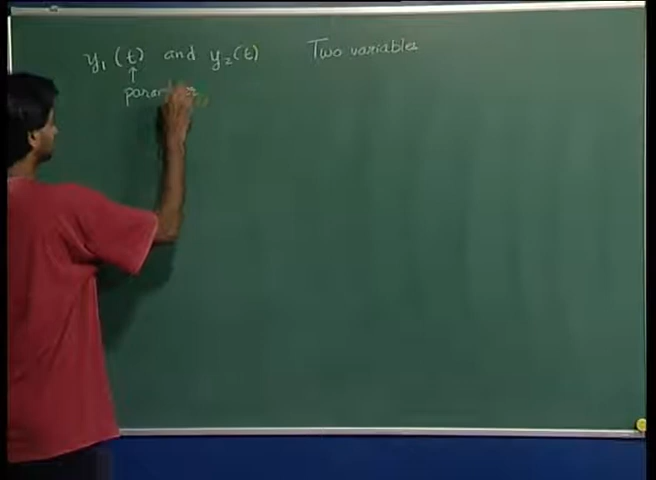 y₁ (t) and y₂(t) Two variables
↑